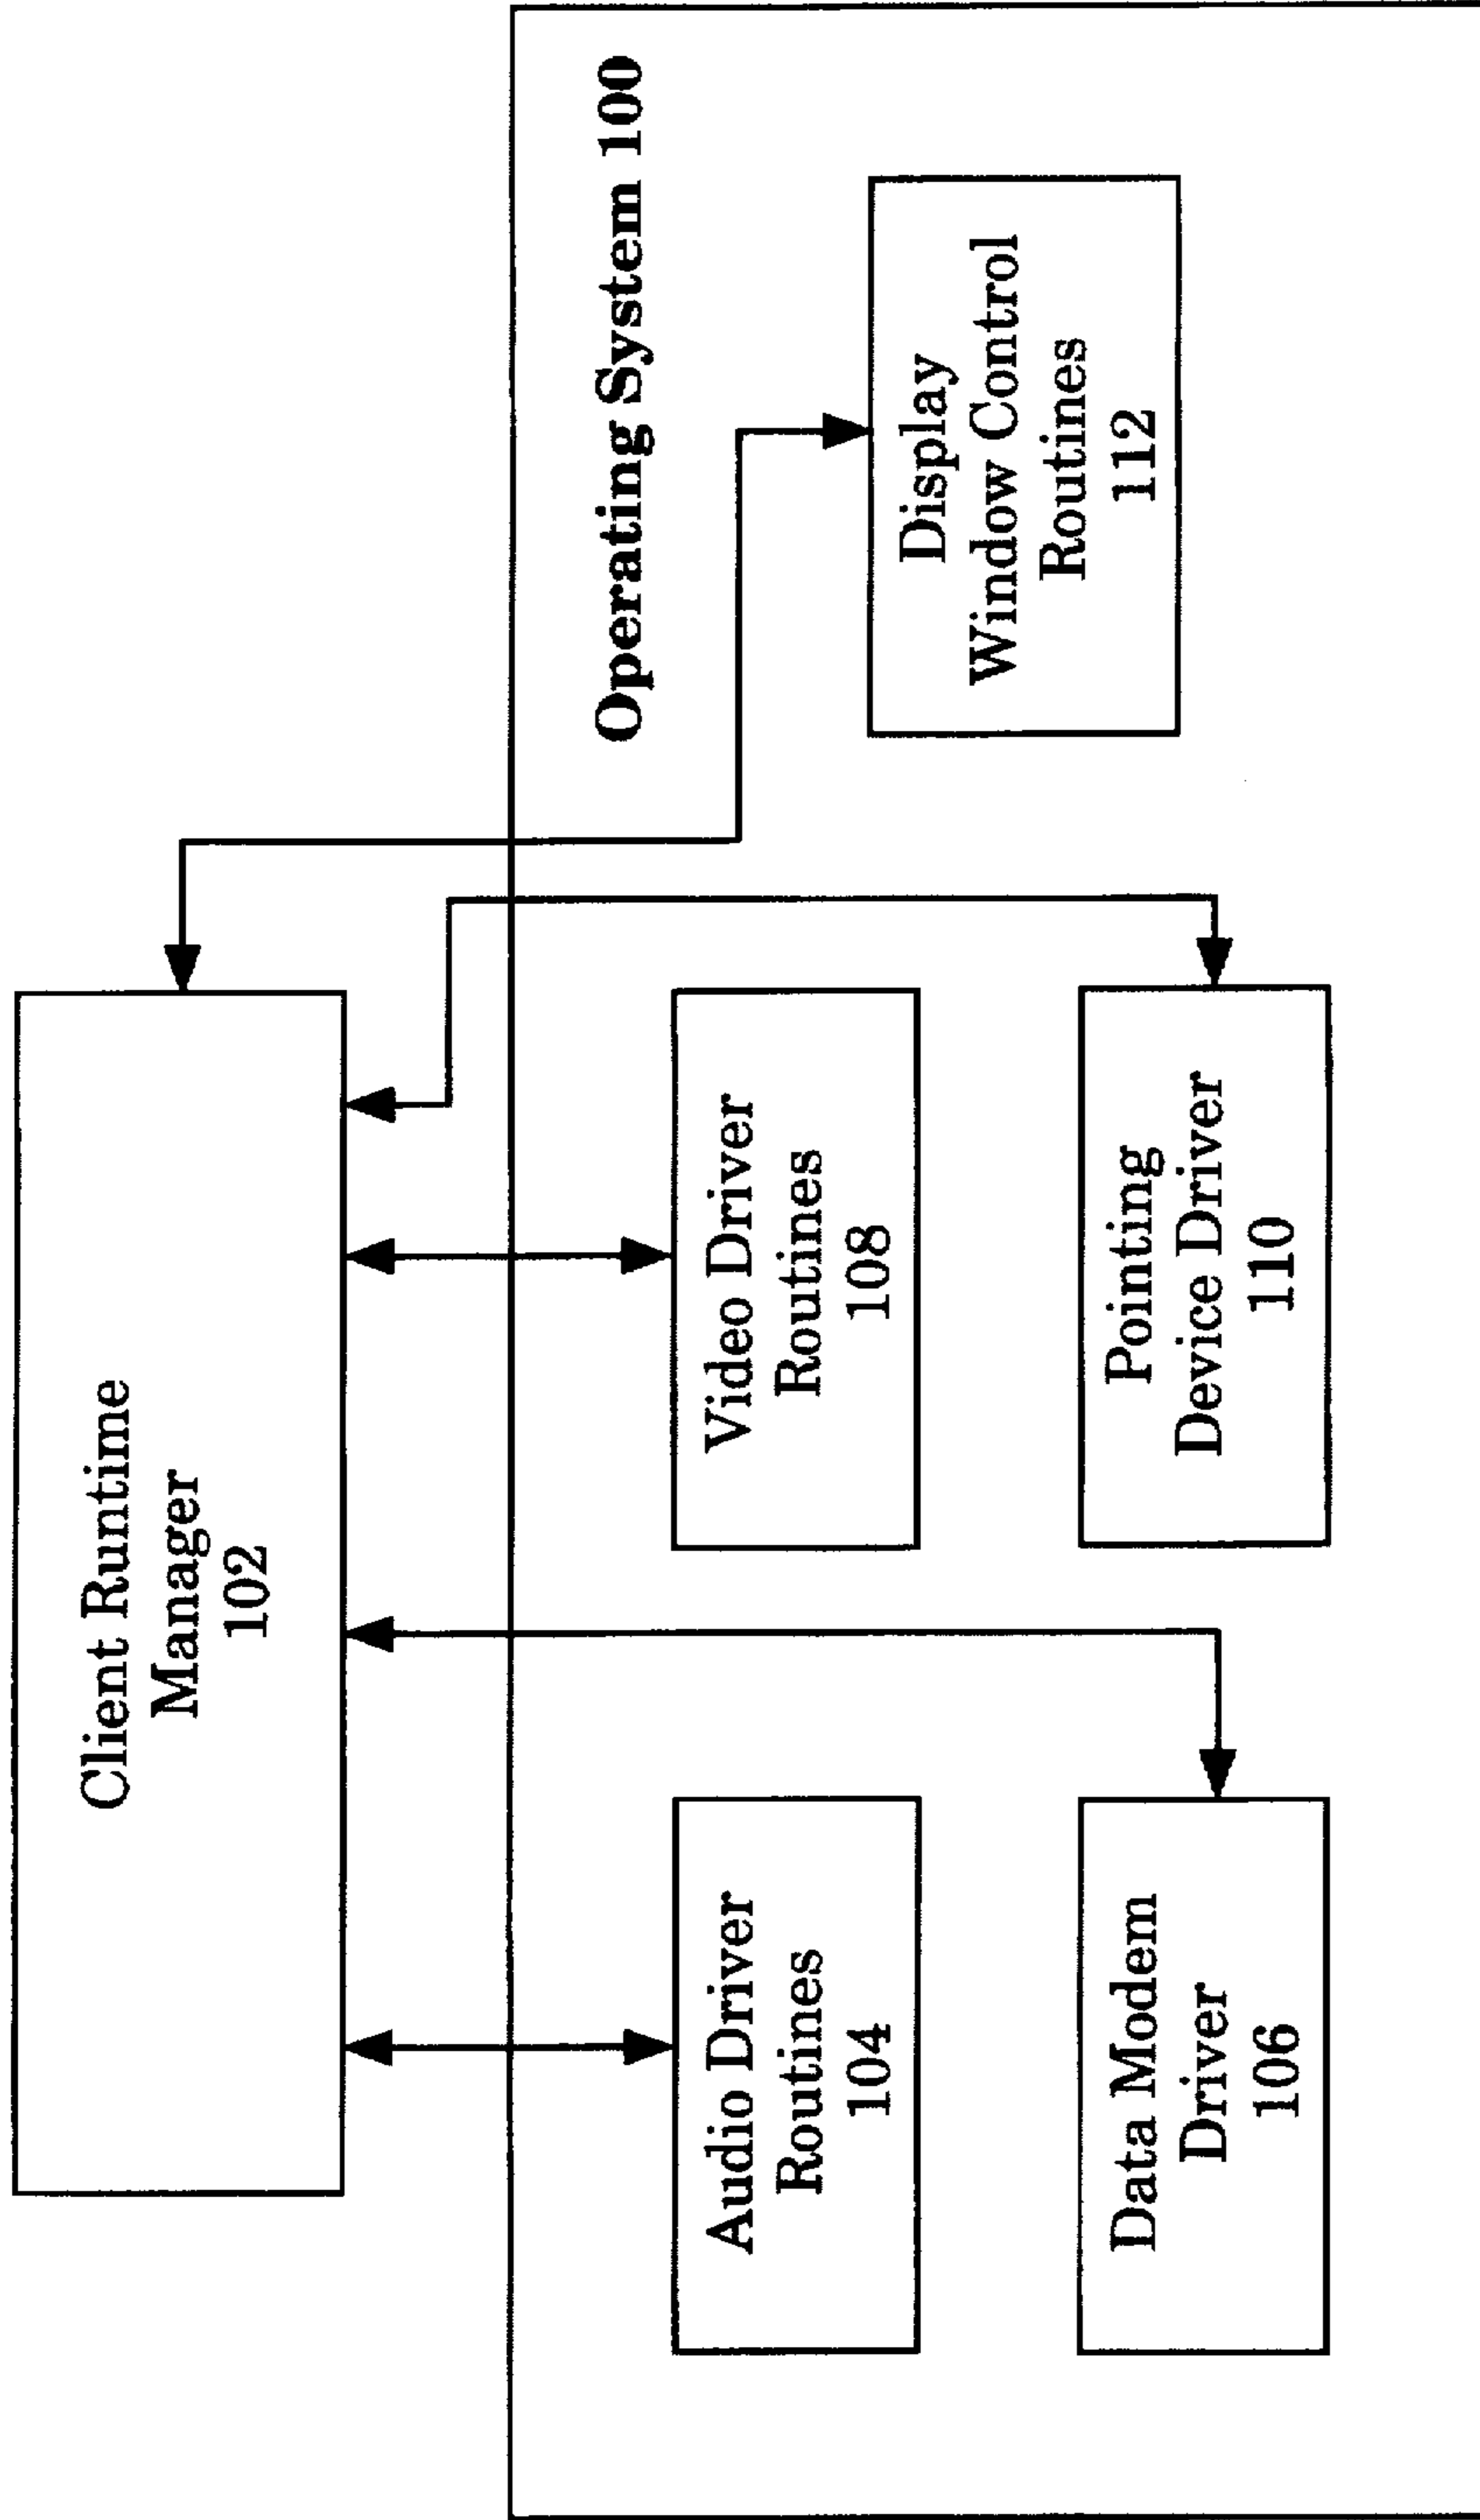 Client Runtime
Manager
102
Operating System 100
Audio Driver
Routines
104
Video Driver
Routines
108
Display
Window Control
Routines
112
Data Modem
Driver
106
Pointing
Device Driver
110